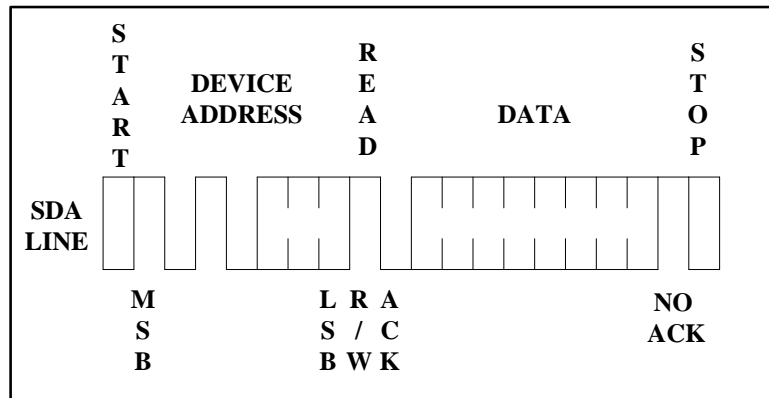 START
DEVICE
ADDRESS
READ
DATA
STOP
SDA
LINE
MSB
LSB
R/W
ACK
NO
ACK